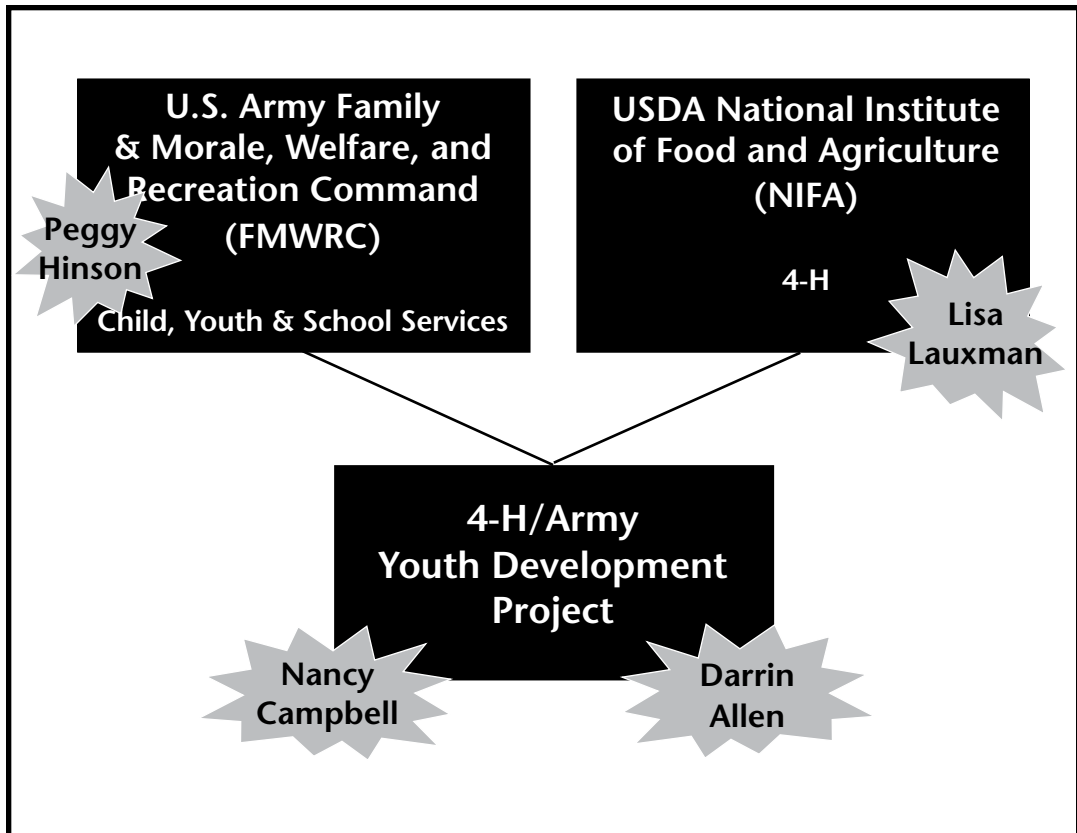 U.S. Army Family
& Morale, Welfare, and
Recreation Command
(FMWRC)
Child, Youth & School Services
Peggy
Hinson
USDA National Institute
of Food and Agriculture
(NIFA)
4-H
Lisa
Lauxman
4-H/Army
Youth Development
Project
Nancy
Campbell
Darrin
Allen